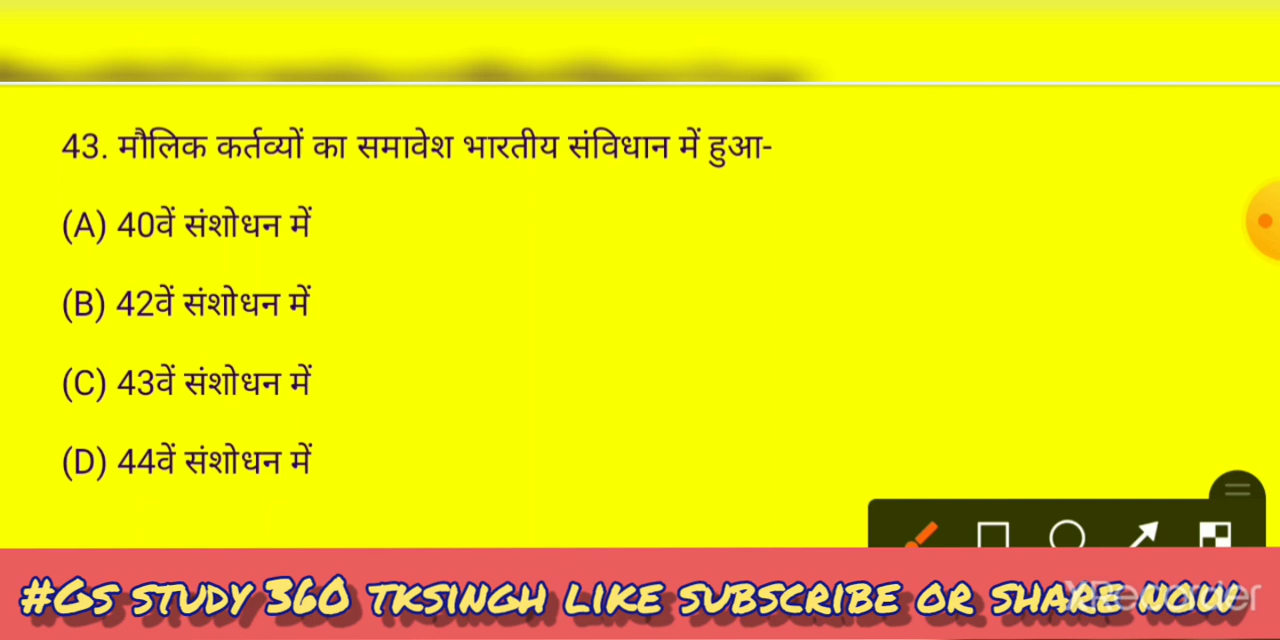 43. मौलिक कर्तव्यों का समावेश भारतीय संविधान में हुआ-
(A) 40वें संशोधन में
(B) 42वें संशोधन में
(C) 43वें संशोधन में
(D) 44वें संशोधन में
#GS STUDY 360 TKSINGH LIKE SUBSCRIBE OR SHARE NOW
XRecorder